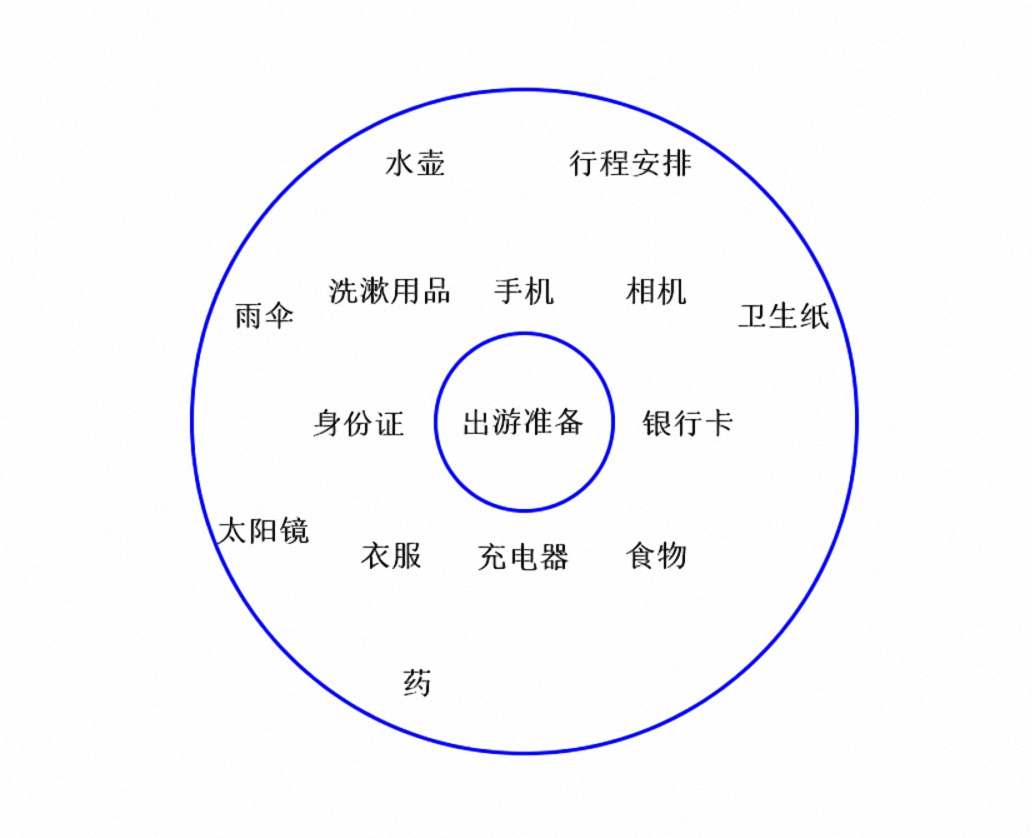 水壶
行程安排
洗漱用品
手机
相机
雨伞
卫生纸
身份证
出游准备
银行卡
太阳镜
衣服
充电器
食物
药